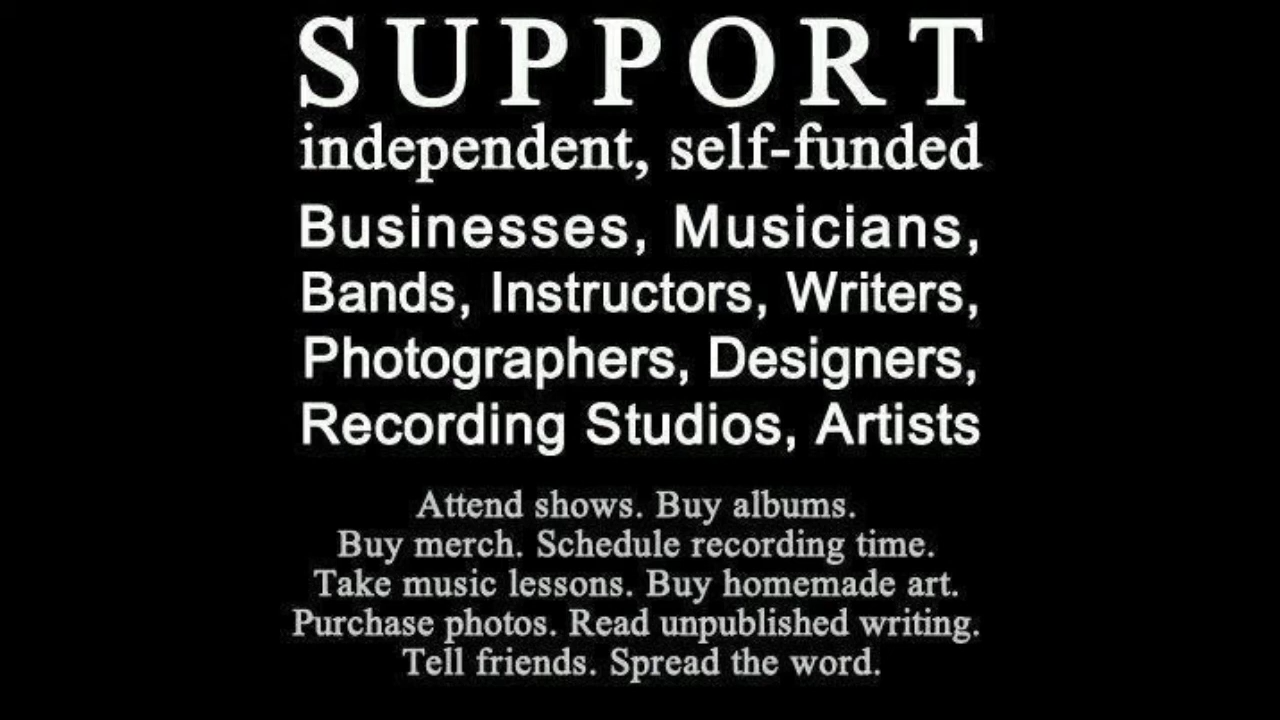 SUPPORT
independent, self-funded
Businesses, Musicians,
Bands, Instructors, Writers,
Photographers, Designers,
Recording Studios, Artists
Attend shows. Buy albums.
Buy merch. Schedule recording time.
Take music lessons. Buy homemade art.
Purchase photos. Read unpublished writing.
Tell friends. Spread the word.